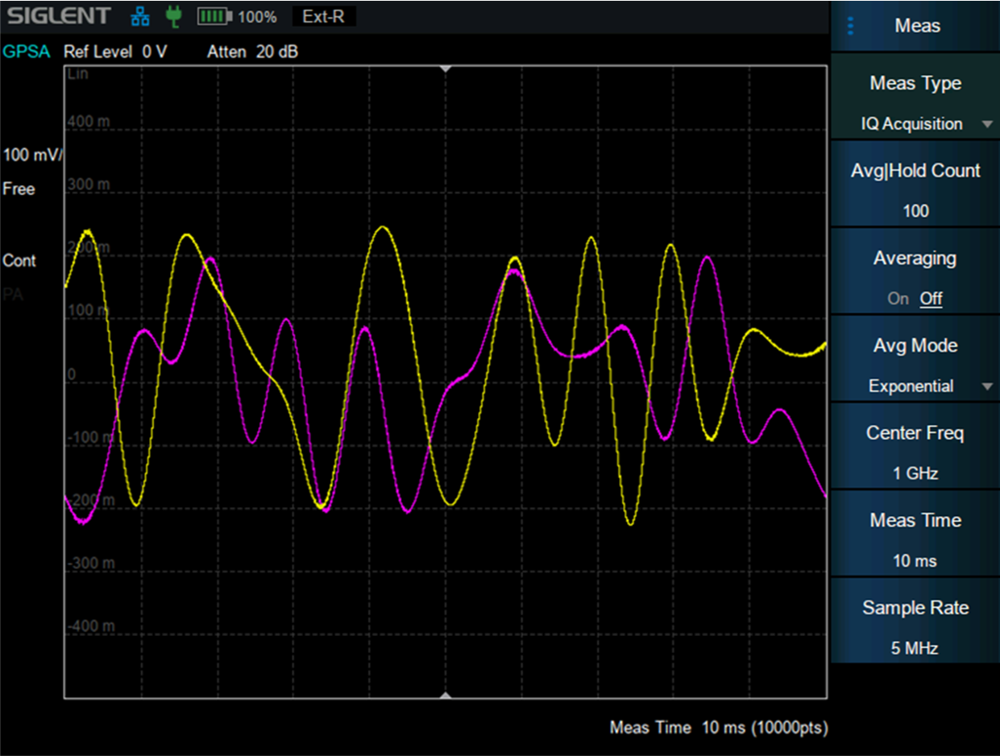 SIGLENT 100% Ext-R
GPSA Ref Level 0 V Atten 20 dB
Lin
400 m
100 mV/
Free
300 m
200 m
Cont
PA
100 m
0
-100 m
-200 m
-300 m
-400 m
Meas Time 10 ms (10000pts)
Meas
Meas Type
IQ Acquisition
Avg|Hold Count
100
Averaging
On Off
Avg Mode
Exponential
Center Freq
1 GHz
Meas Time
10 ms
Sample Rate
5 MHz